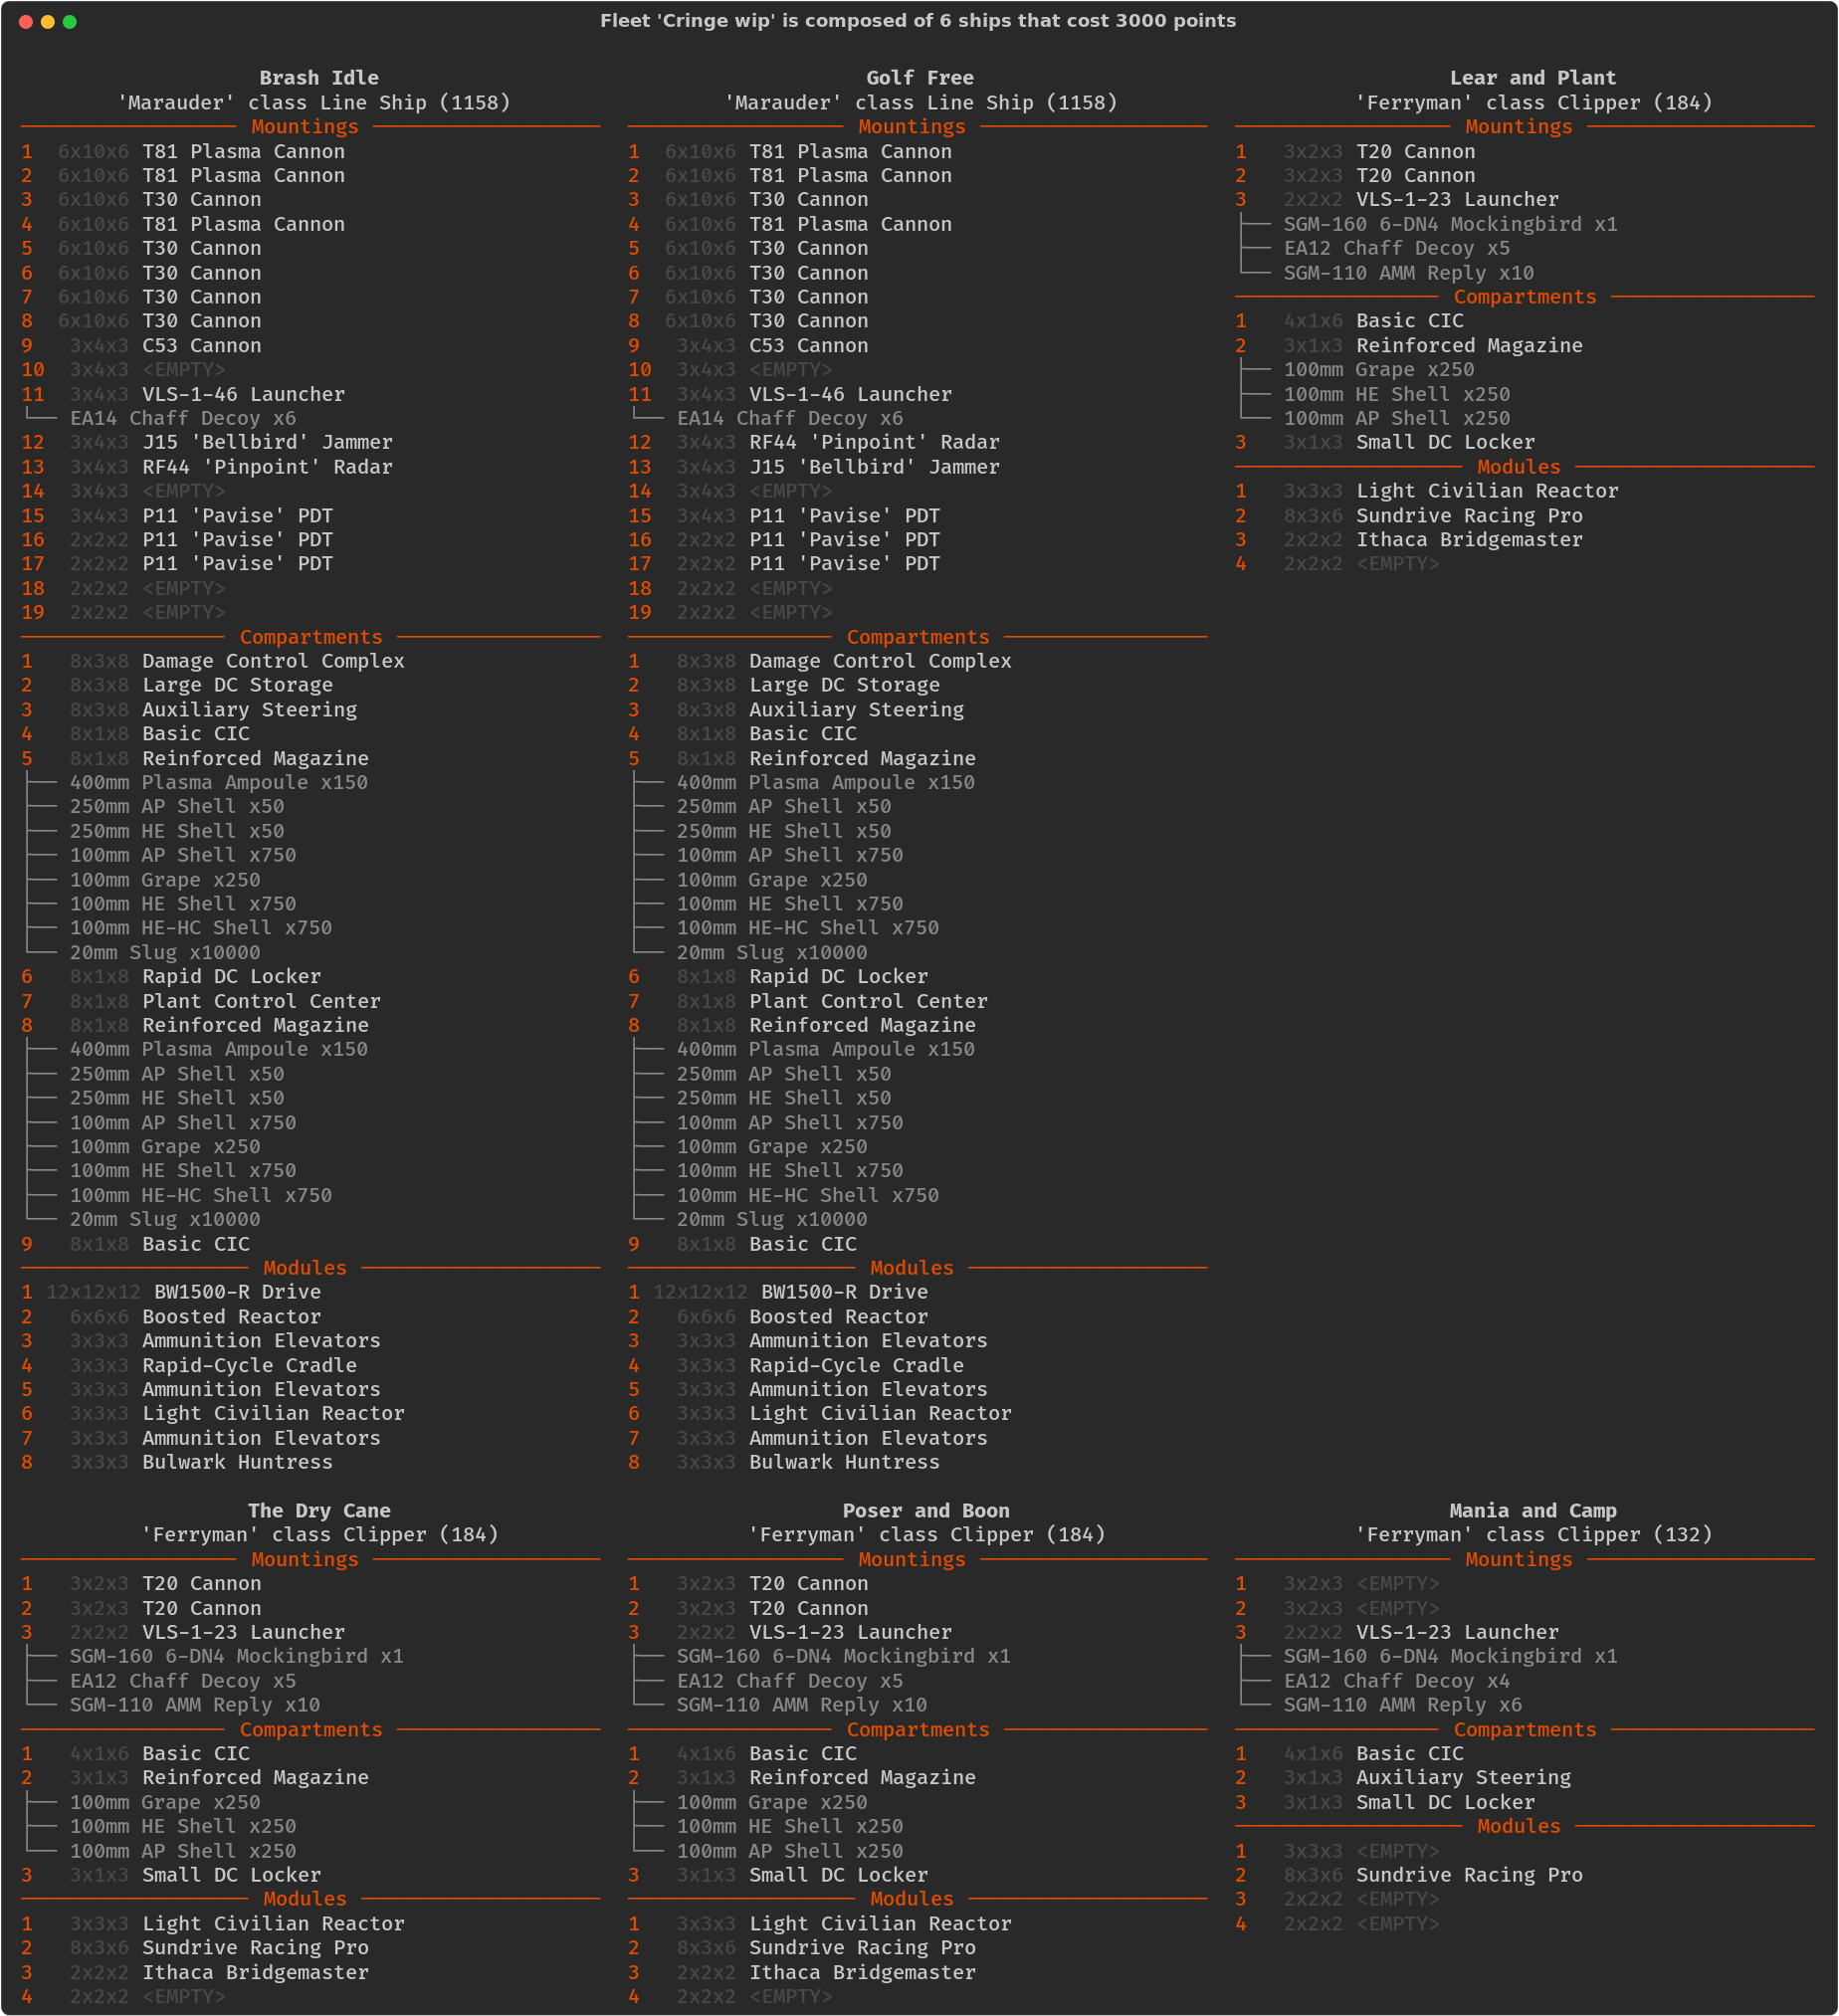 Fleet 'Cringe wip' is composed of 6 ships that cost 3000 points
Brash Idle
'Marauder' class Line Ship (1158)
Mountings
1 6x10x6 T81 Plasma Cannon
2 6x10x6 T81 Plasma Cannon
3 6x10x6 T30 Cannon
4 6x10x6 T81 Plasma Cannon
5 6x10x6 T30 Cannon
6 6x10x6 T30 Cannon
7 6x10x6 T30 Cannon
8 6x10x6 T30 Cannon
9 3x4x3 C53 Cannon
10 3x4x3 <EMPTY>
11 3x4x3 VLS-1-46 Launcher
EA14 Chaff Decoy x6
12 3x4x3 J15 'Bellbird' Jammer
13 3x4x3 RF44 'Pinpoint' Radar
14 3x4x3 <EMPTY>
15 3x4x3 P11 'Pavise' PDT
16 2x2x2 P11 'Pavise' PDT
17 2x2x2 P11 'Pavise' PDT
18 2x2x2 <EMPTY>
19 2x2x2 <EMPTY>
Compartments
1 8x3x8 Damage Control Complex
2 8x3x8 Large DC Storage
3 8x3x8 Auxiliary Steering
4 8x1x8 Basic CIC
5 8x1x8 Reinforced Magazine
400mm Plasma Ampoule x150
250mm AP Shell x50
250mm HE Shell x50
100mm AP Shell x750
100mm Grape x250
100mm HE Shell x750
100mm HE-HC Shell x750
20mm Slug x10000
6 8x1x8 Rapid DC Locker
7 8x1x8 Plant Control Center
8 8x1x8 Reinforced Magazine
400mm Plasma Ampoule x150
250mm AP Shell x50
250mm HE Shell x50
100mm AP Shell x750
100mm Grape x250
100mm HE Shell x750
100mm HE-HC Shell x750
20mm Slug x10000
9 8x1x8 Basic CIC
Modules
1 12x12x12 BW1500-R Drive
2 6x6x6 Boosted Reactor
3 3x3x3 Ammunition Elevators
4 3x3x3 Rapid-Cycle Cradle
5 3x3x3 Ammunition Elevators
6 3x3x3 Light Civilian Reactor
7 3x3x3 Ammunition Elevators
8 3x3x3 Bulwark Huntress
Golf Free
'Marauder' class Line Ship (1158)
Mountings
1 6x10x6 T81 Plasma Cannon
2 6x10x6 T81 Plasma Cannon
3 6x10x6 T30 Cannon
4 6x10x6 T81 Plasma Cannon
5 6x10x6 T30 Cannon
6 6x10x6 T30 Cannon
7 6x10x6 T30 Cannon
8 6x10x6 T30 Cannon
9 3x4x3 C53 Cannon
10 3x4x3 <EMPTY>
11 3x4x3 VLS-1-46 Launcher
EA14 Chaff Decoy x6
12 3x4x3 RF44 'Pinpoint' Radar
13 3x4x3 J15 'Bellbird' Jammer
14 3x4x3 <EMPTY>
15 3x4x3 P11 'Pavise' PDT
16 2x2x2 P11 'Pavise' PDT
17 2x2x2 P11 'Pavise' PDT
18 2x2x2 <EMPTY>
19 2x2x2 <EMPTY>
Compartments
1 8x3x8 Damage Control Complex
2 8x3x8 Large DC Storage
3 8x3x8 Auxiliary Steering
4 8x1x8 Basic CIC
5 8x1x8 Reinforced Magazine
400mm Plasma Ampoule x150
250mm AP Shell x50
250mm HE Shell x50
100mm AP Shell x750
100mm Grape x250
100mm HE Shell x750
100mm HE-HC Shell x750
20mm Slug x10000
6 8x1x8 Rapid DC Locker
7 8x1x8 Plant Control Center
8 8x1x8 Reinforced Magazine
400mm Plasma Ampoule x150
250mm AP Shell x50
250mm HE Shell x50
100mm AP Shell x750
100mm Grape x250
100mm HE Shell x750
100mm HE-HC Shell x750
20mm Slug x10000
9 8x1x8 Basic CIC
Modules
1 12x12x12 BW1500-R Drive
2 6x6x6 Boosted Reactor
3 3x3x3 Ammunition Elevators
4 3x3x3 Rapid-Cycle Cradle
5 3x3x3 Ammunition Elevators
6 3x3x3 Light Civilian Reactor
7 3x3x3 Ammunition Elevators
8 3x3x3 Bulwark Huntress
Lear and Plant
'Ferryman' class Clipper (184)
Mountings
1 3x2x3 T20 Cannon
2 3x2x3 T20 Cannon
3 2x2x2 VLS-1-23 Launcher
SGM-160 6-DN4 Mockingbird x1
EA12 Chaff Decoy x5
SGM-110 AMM Reply x10
Compartments
1 4x1x6 Basic CIC
2 3x1x3 Reinforced Magazine
100mm Grape x250
100mm HE Shell x250
100mm AP Shell x250
3 3x1x3 Small DC Locker
Modules
1 3x3x3 Light Civilian Reactor
2 8x3x6 Sundrive Racing Pro
3 2x2x2 Ithaca Bridgemaster
4 2x2x2 <EMPTY>
The Dry Cane
'Ferryman' class Clipper (184)
Mountings
1 3x2x3 T20 Cannon
2 3x2x3 T20 Cannon
3 2x2x2 VLS-1-23 Launcher
SGM-160 6-DN4 Mockingbird x1
EA12 Chaff Decoy x5
SGM-110 AMM Reply x10
Compartments
1 4x1x6 Basic CIC
2 3x1x3 Reinforced Magazine
100mm Grape x250
100mm HE Shell x250
100mm AP Shell x250
3 3x1x3 Small DC Locker
Modules
1 3x3x3 Light Civilian Reactor
2 8x3x6 Sundrive Racing Pro
3 2x2x2 Ithaca Bridgemaster
4 2x2x2 <EMPTY>
Poser and Boon
'Ferryman' class Clipper (184)
Mountings
1 3x2x3 T20 Cannon
2 3x2x3 T20 Cannon
3 2x2x2 VLS-1-23 Launcher
SGM-160 6-DN4 Mockingbird x1
EA12 Chaff Decoy x5
SGM-110 AMM Reply x10
Compartments
1 4x1x6 Basic CIC
2 3x1x3 Reinforced Magazine
100mm Grape x250
100mm HE Shell x250
100mm AP Shell x250
3 3x1x3 Small DC Locker
Modules
1 3x3x3 Light Civilian Reactor
2 8x3x6 Sundrive Racing Pro
3 2x2x2 Ithaca Bridgemaster
4 2x2x2 <EMPTY>
Mania and Camp
'Ferryman' class Clipper (132)
Mountings
1 3x2x3 <EMPTY>
2 3x2x3 <EMPTY>
3 2x2x2 VLS-1-23 Launcher
SGM-160 6-DN4 Mockingbird x1
EA12 Chaff Decoy x4
SGM-110 AMM Reply x6
Compartments
1 4x1x6 Basic CIC
2 3x1x3 Auxiliary Steering
3 3x1x3 Small DC Locker
Modules
1 3x3x3 <EMPTY>
2 8x3x6 Sundrive Racing Pro
3 2x2x2 <EMPTY>
4 2x2x2 <EMPTY>